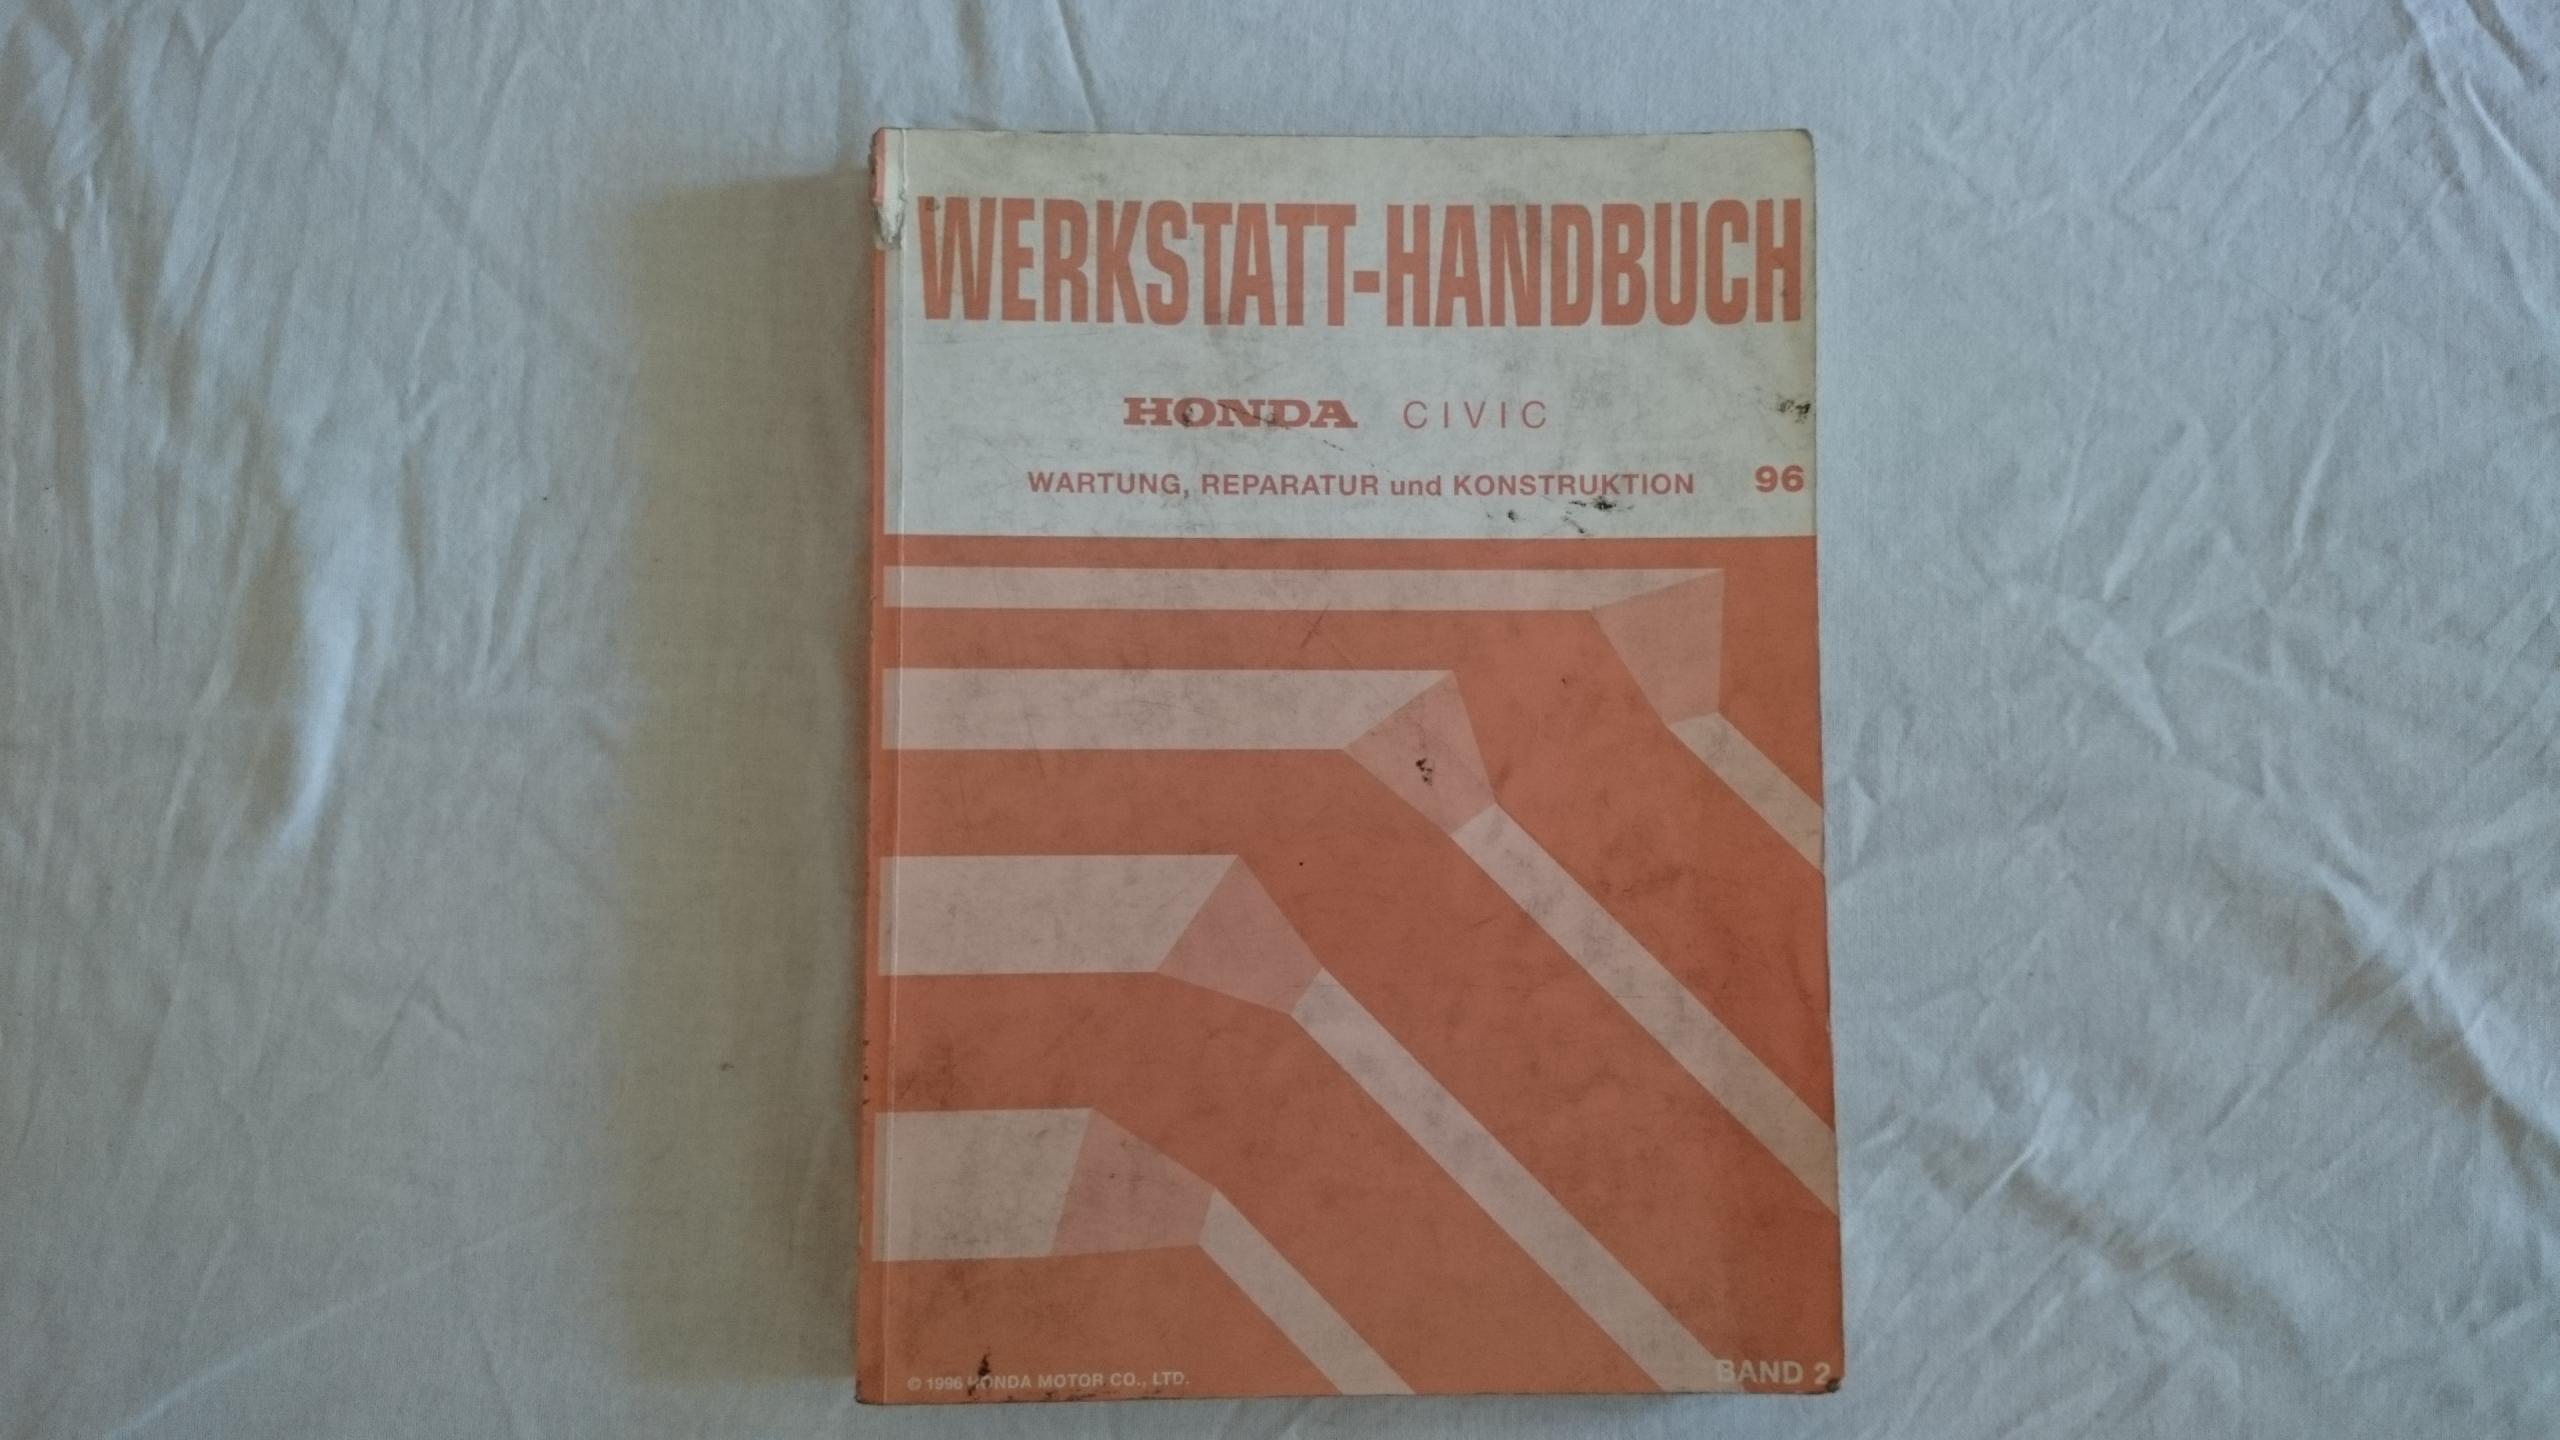 WERKSTATT-HANDBUCH
HONDA CIVIC
WARTUNG, REPARATUR und KONSTRUKTION 96
© 1996 HONDA MOTOR CO., LTD.
BAND 2